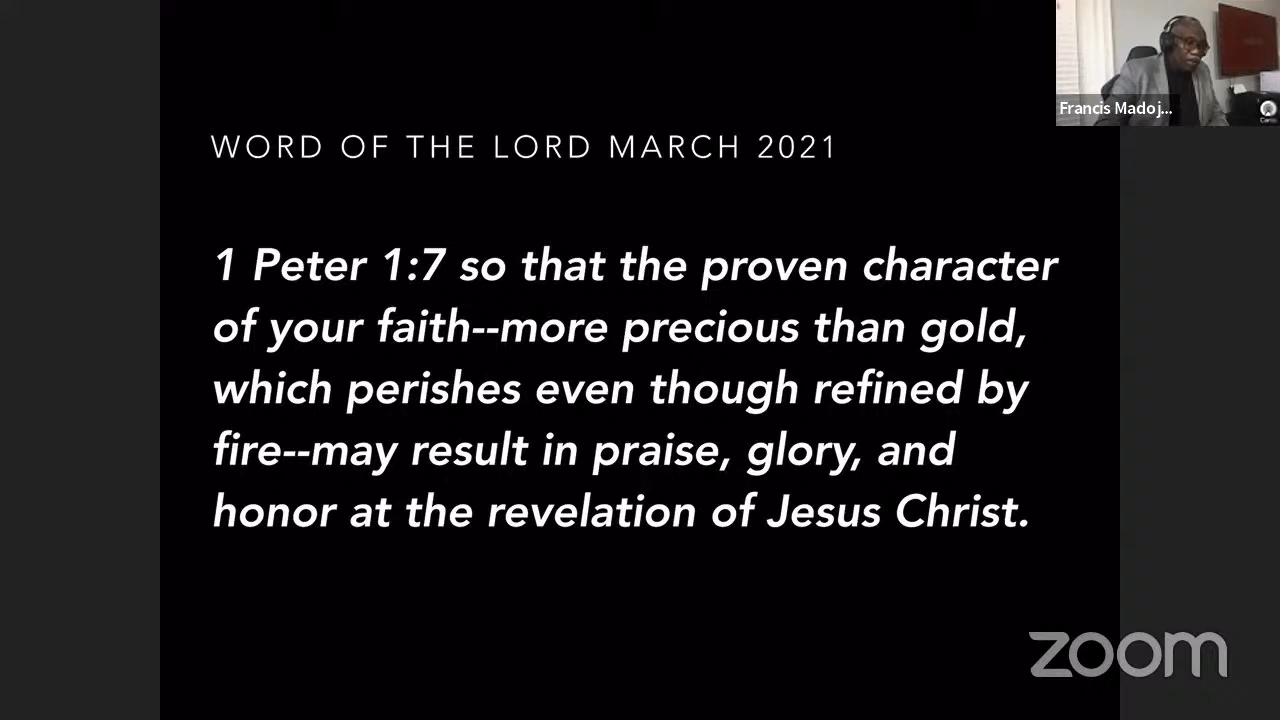 Francis Madoj...
WORD OF THE LORD MARCH 2021
1 Peter 1:7 so that the proven character
of your faith--more precious than gold,
which perishes even though refined by
fire--may result in praise, glory, and
honor at the revelation of Jesus Christ.
zoom